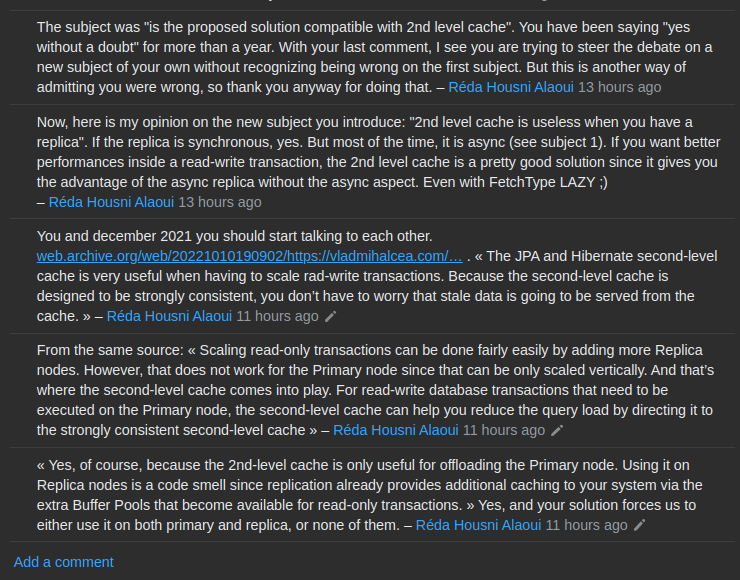 The subject was "is the proposed solution compatible with 2nd level cache". You have been saying "yes
without a doubt" for more than a year. With your last comment, I see you are trying to steer the debate on a
new subject of your own without recognizing being wrong on the first subject. But this is another way of
admitting you were wrong, so thank you anyway for doing that. – Réda Housni Alaoui 13 hours ago
Now, here is my opinion on the new subject you introduce: "2nd level cache is useless when you have a
replica". If the replica is synchronous, yes. But most of the time, it is async (see subject 1). If you want better
performances inside a read-write transaction, the 2nd level cache is a pretty good solution since it gives you
the advantage of the async replica without the async aspect. Even with FetchType LAZY ;)
– Réda Housni Alaoui 13 hours ago
You and december 2021 you should start talking to each other.
web.archive.org/web/20221010190902/https://vladmihalcea.com/… . « The JPA and Hibernate second-level
cache is very useful when having to scale rad-write transactions. Because the second-level cache is
designed to be strongly consistent, you don’t have to worry that stale data is going to be served from the
cache. » – Réda Housni Alaoui 11 hours ago
From the same source: « Scaling read-only transactions can be done fairly easily by adding more Replica
nodes. However, that does not work for the Primary node since that can be only scaled vertically. And that’s
where the second-level cache comes into play. For read-write database transactions that need to be
executed on the Primary node, the second-level cache can help you reduce the query load by directing it to
the strongly consistent second-level cache » – Réda Housni Alaoui 11 hours ago
« Yes, of course, because the 2nd-level cache is only useful for offloading the Primary node. Using it on
Replica nodes is a code smell since replication already provides additional caching to your system via the
extra Buffer Pools that become available for read-only transactions. » Yes, and your solution forces us to
either use it on both primary and replica, or none of them. – Réda Housni Alaoui 11 hours ago
Add a comment